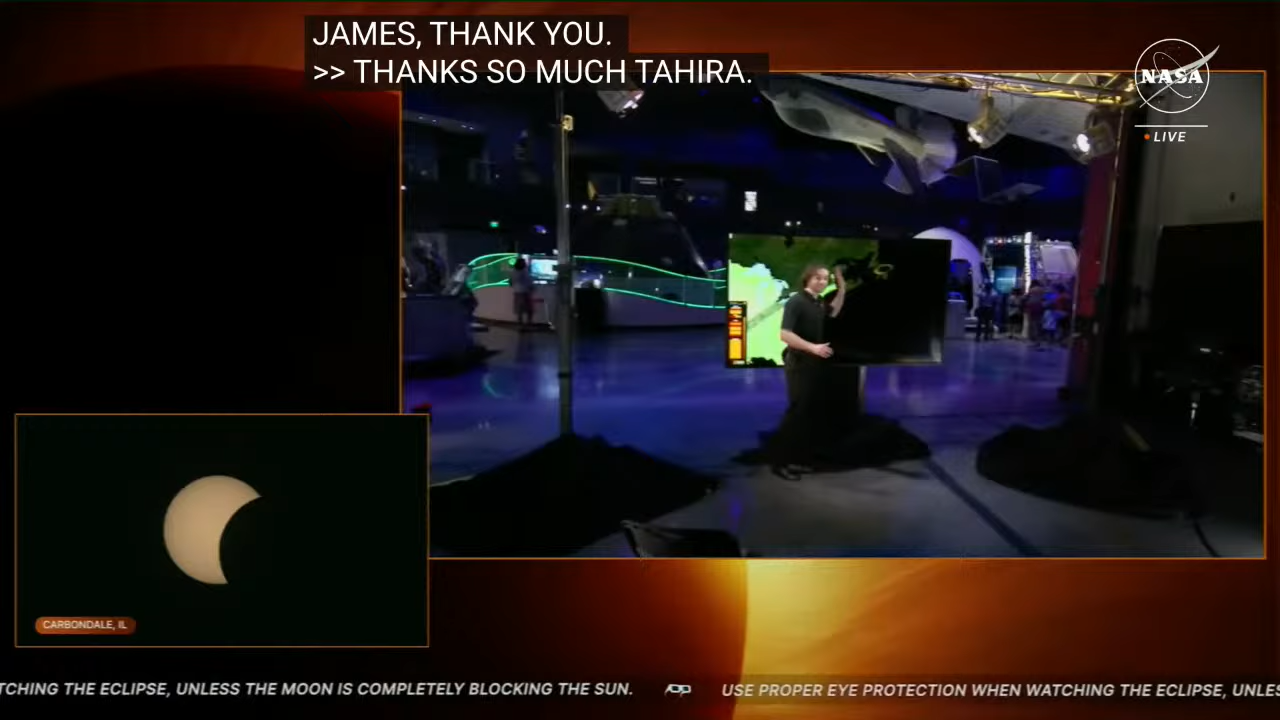 JAMES, THANK YOU.
>> THANKS SO MUCH TAHIRA.
NASA
LIVE
CARBONDALE, IL
TCHING THE ECLIPSE, UNLESS THE MOON IS COMPLETELY BLOCKING THE SUN.
USE PROPER EYE PROTECTION WHEN WATCHING THE ECLIPSE, UNLES